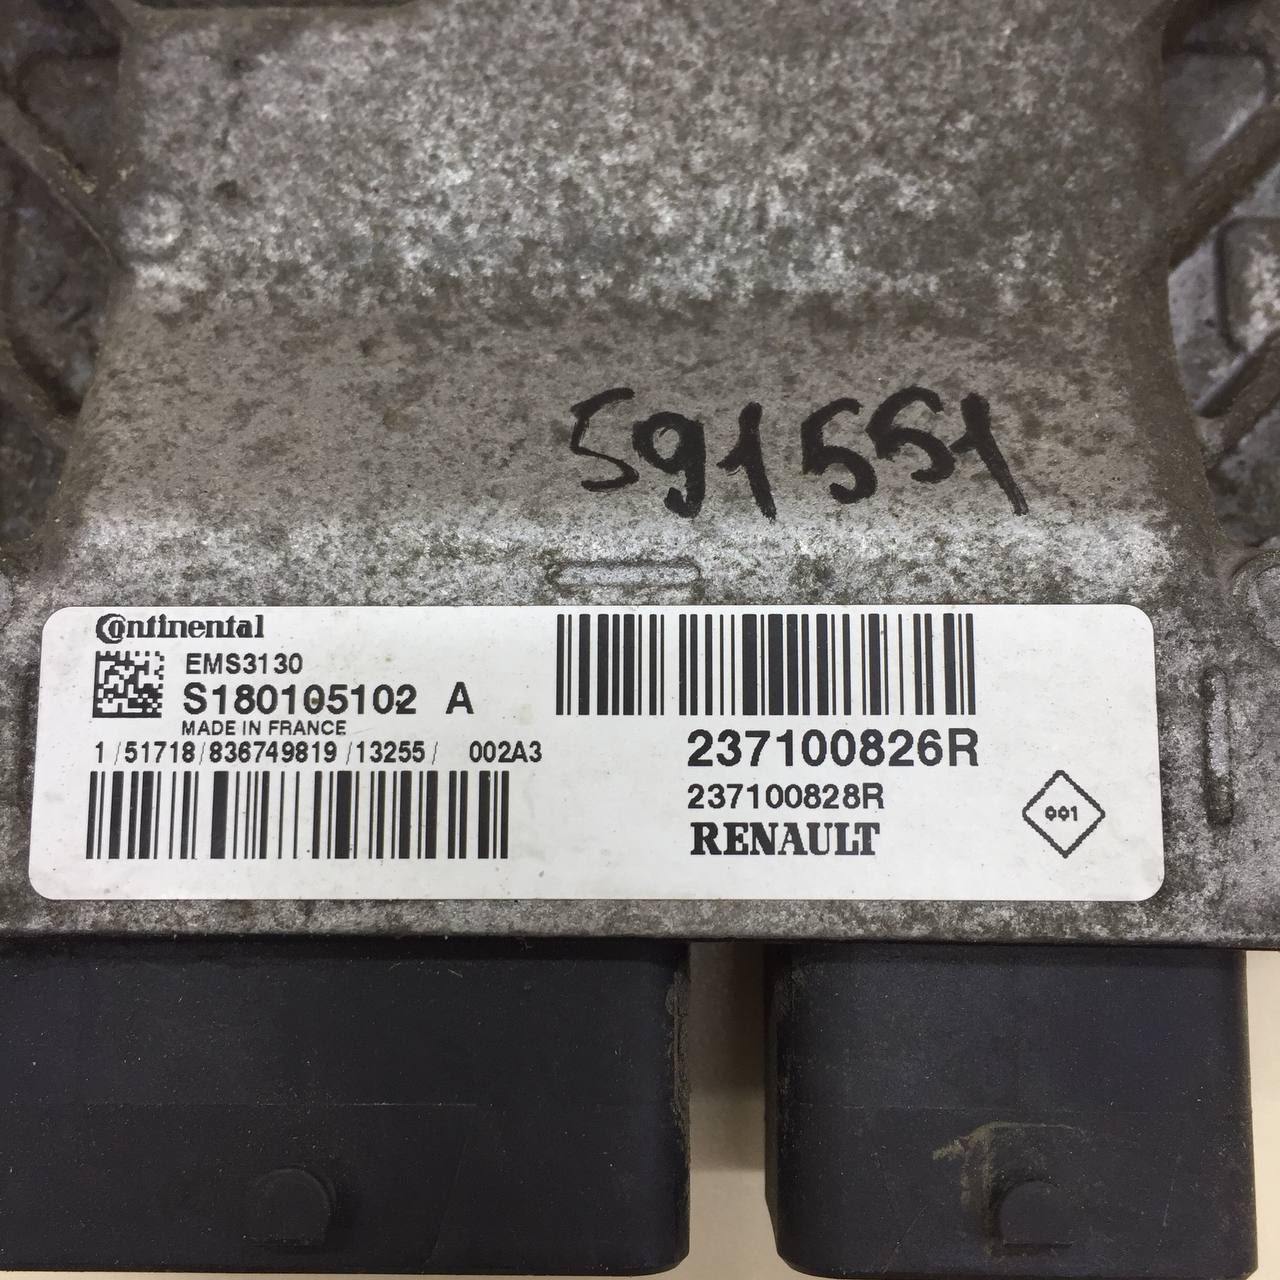 591551
Continental
EMS3130
S180105102 A
MADE IN FRANCE
1/51718/836749819/13255/ 002A3
237100826R
237100828R
RENAULT
001